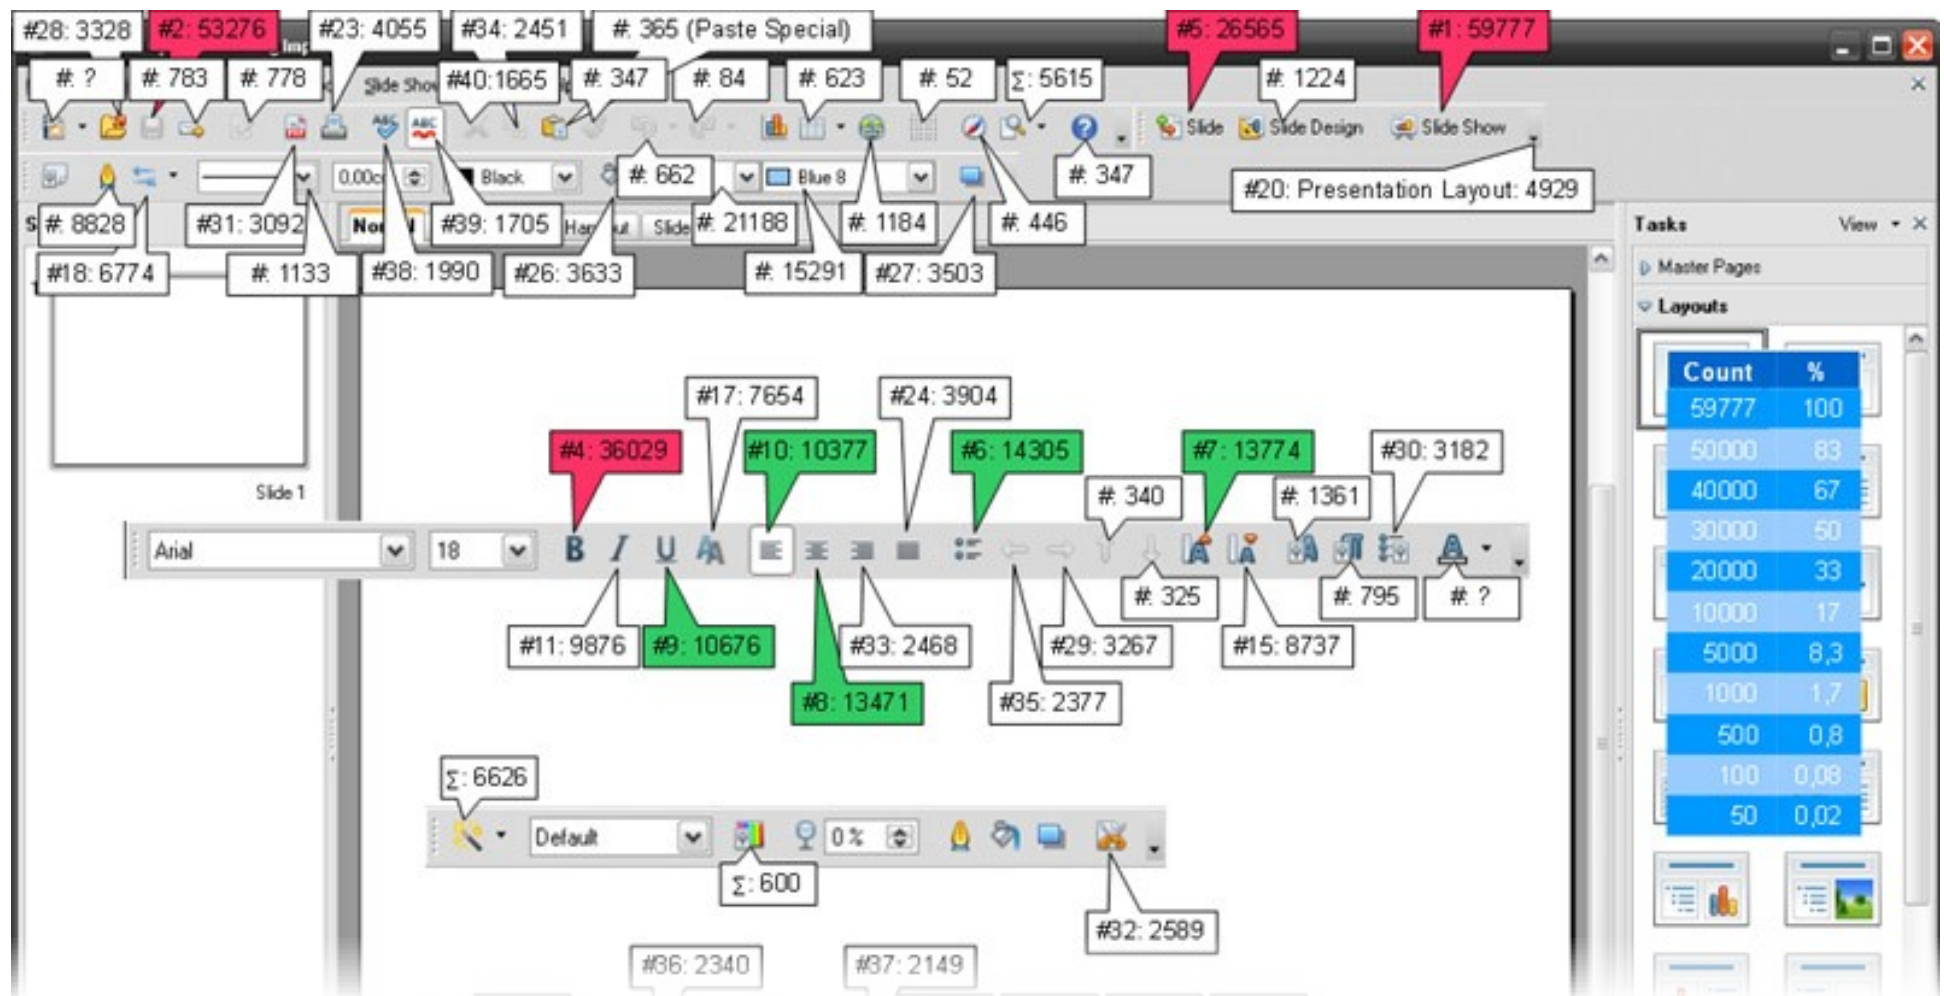 #28: 3328 #2: 53276 #23: 4055 #34: 2451 #: 365 (Paste Special) #5: 26565 #1: 59777
#: ? #: 783 #: 778 Slide Show #40:1665 #: 347 #: 84 #: 623 #: 52 Σ: 5615 #: 1224
ABC ABC Slide Slide Design Slide Show
0,00c Black #: 662 Blue 8 #: 347 #20: Presentation Layout: 4929
#: 8828 #31: 3092 #39: 1705 Slide #: 21188 #: 1184 #: 446 Tasks View
#18: 6774 #: 1133 #38: 1990 #26: 3633 #: 15291 #27: 3503 Master Pages
Layouts
Count %
59777 100
50000 83
40000 67
30000 50
20000 33
10000 17
5000 8,3
1000 1,7
500 0,8
100 0,08
50 0,02
#17: 7654 #24: 3904
#4: 36029 #10: 10377 #6: 14305 #7: 13774 #30: 3182
Slide 1 #: 340 #: 1361
Arial 18 B I U AA A
#: 325 #: 795 #: ?
#11: 9876 #9: 10676 #33: 2468 #29: 3267 #15: 8737
#8: 13471 #35: 2377
Σ: 6626
Default 0 %
Σ: 600
#32: 2589
#36: 2340 #37: 2149